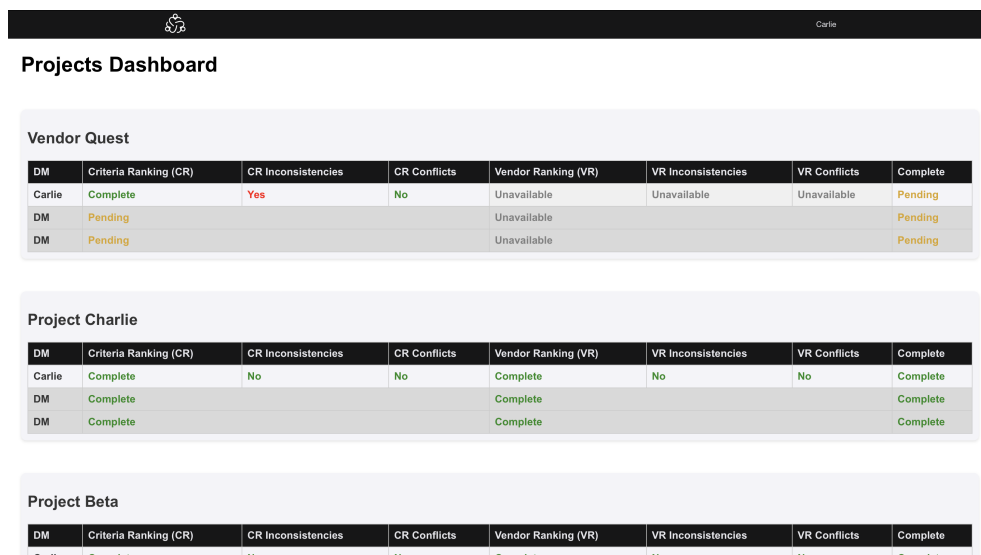 Carlie
Projects Dashboard
Vendor Quest
DM Criteria Ranking (CR) CR Inconsistencies CR Conflicts Vendor Ranking (VR) VR Inconsistencies VR Conflicts Complete
Carlie Complete Yes No Unavailable Unavailable Unavailable Pending
DM Pending Unavailable Pending
DM Pending Unavailable Pending
Project Charlie
DM Criteria Ranking (CR) CR Inconsistencies CR Conflicts Vendor Ranking (VR) VR Inconsistencies VR Conflicts Complete
Carlie Complete No No Complete No No Complete
DM Complete Complete Complete
DM Complete Complete Complete
Project Beta
DM Criteria Ranking (CR) CR Inconsistencies CR Conflicts Vendor Ranking (VR) VR Inconsistencies VR Conflicts Complete